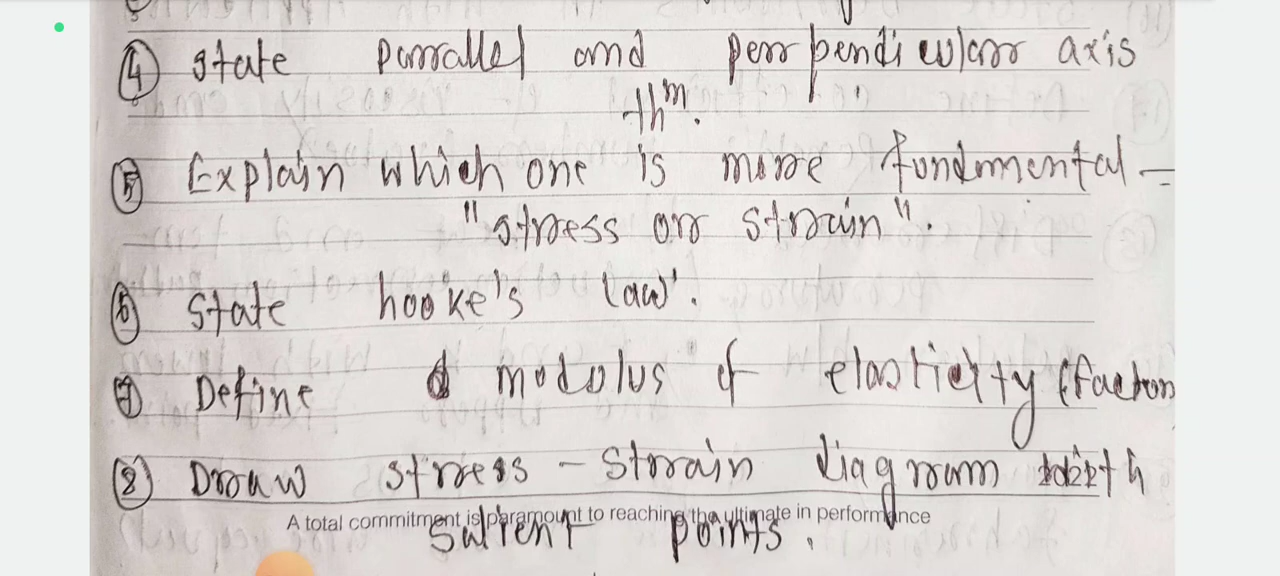 ④ State parallel and perpendicular axis
thm.
⑤ Explain which one is more fundamental -
"stress or strain".
⑥ State hooke's law'.
⑦ Define modulus of elasticity (factors
⑧ Draw stress - strain diagram with
A total commitment is paramount to reaching the ultimate in performance
salient points.